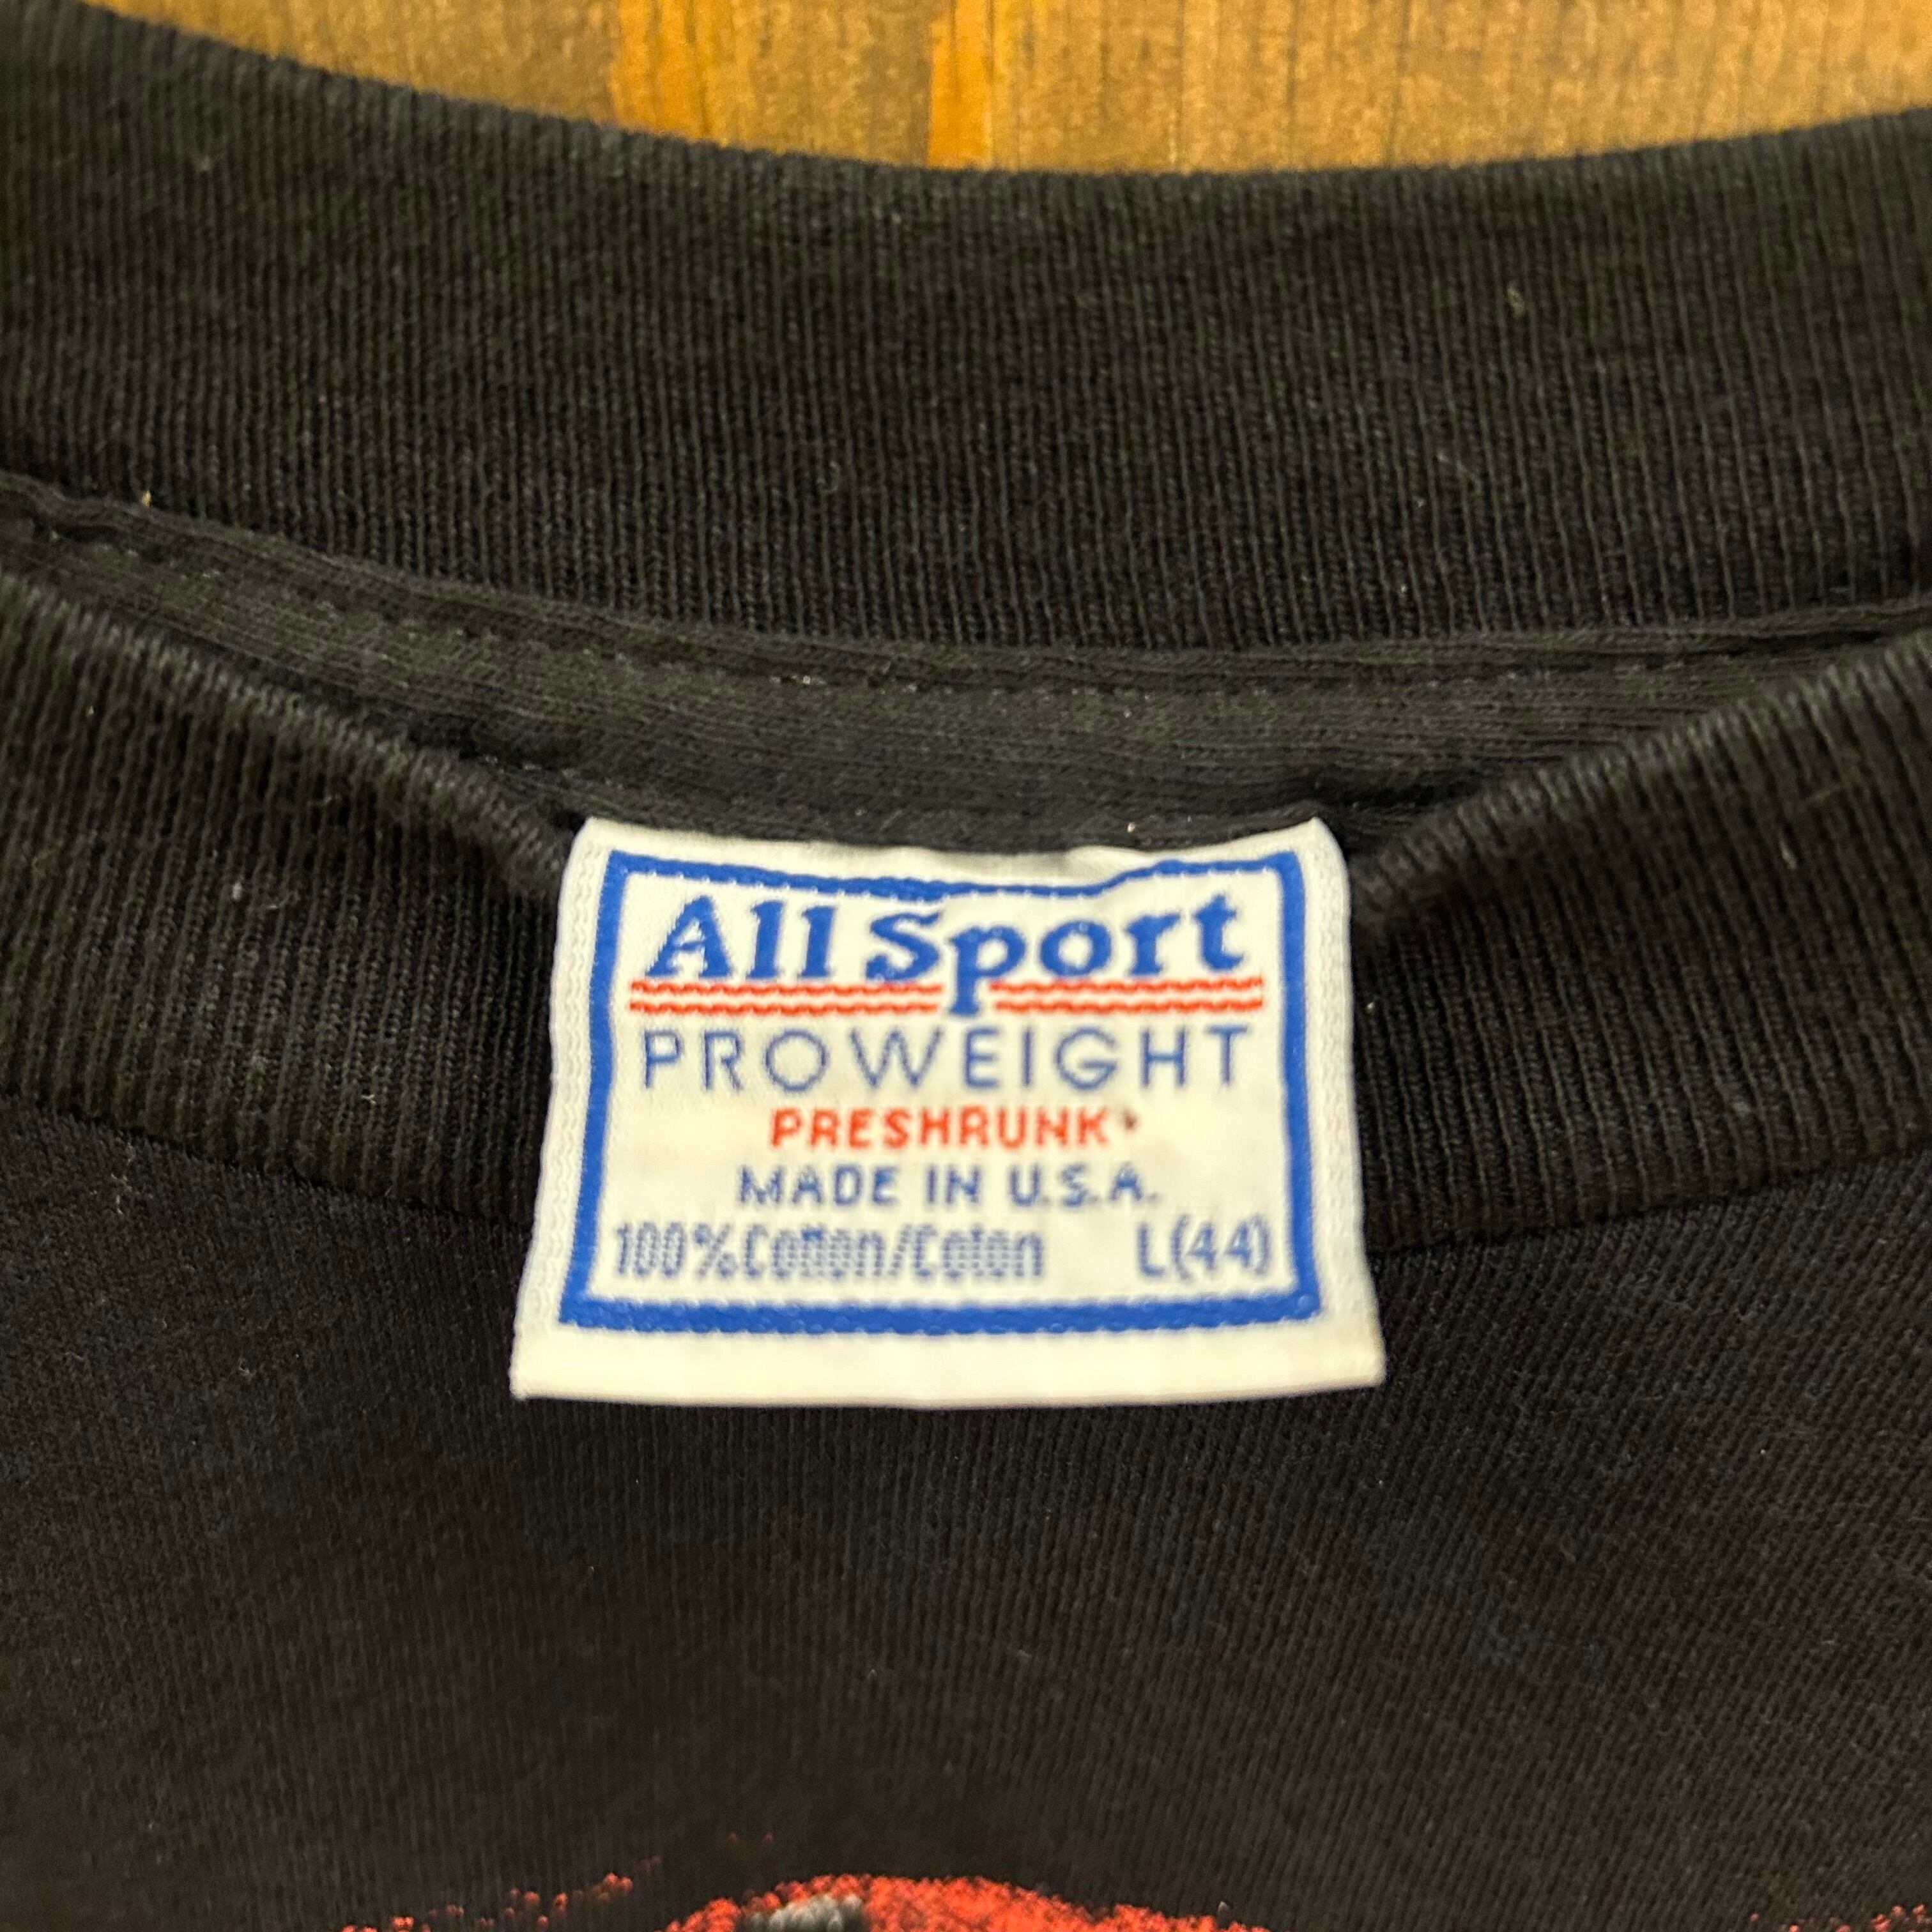 All Sport
PROWEIGHT
PRESHRUNK
MADE IN U.S.A.
100%Cotton/Coton L(44)